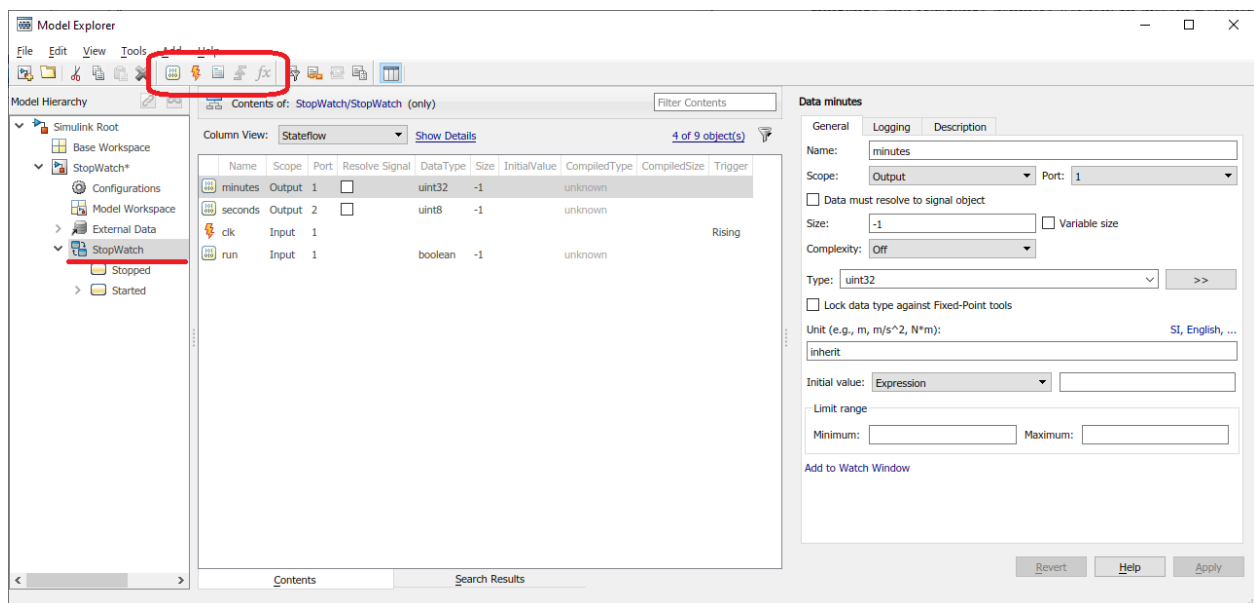 Model Explorer
File Edit View Tools Add Help
fx
Model Hierarchy
Simulink Root
Base Workspace
StopWatch*
Configurations
Model Workspace
External Data
StopWatch
Stopped
Started
Contents of: StopWatch/StopWatch (only)
Filter Contents
Column View: Stateflow Show Details 4 of 9 object(s)
Name Scope Port Resolve Signal DataType Size InitialValue CompiledType CompiledSize Trigger
minutes Output 1 uint32 -1 unknown
seconds Output 2 uint8 -1 unknown
clk Input 1 Rising
run Input 1 boolean -1 unknown
Contents Search Results
Data minutes
General Logging Description
Name: minutes
Scope: Output Port: 1
Data must resolve to signal object
Size: -1 Variable size
Complexity: Off
Type: uint32 >>
Lock data type against Fixed-Point tools
Unit (e.g., m, m/s^2, N*m): SI, English, ...
inherit
Initial value: Expression
Limit range
Minimum: Maximum:
Add to Watch Window
Revert Help Apply